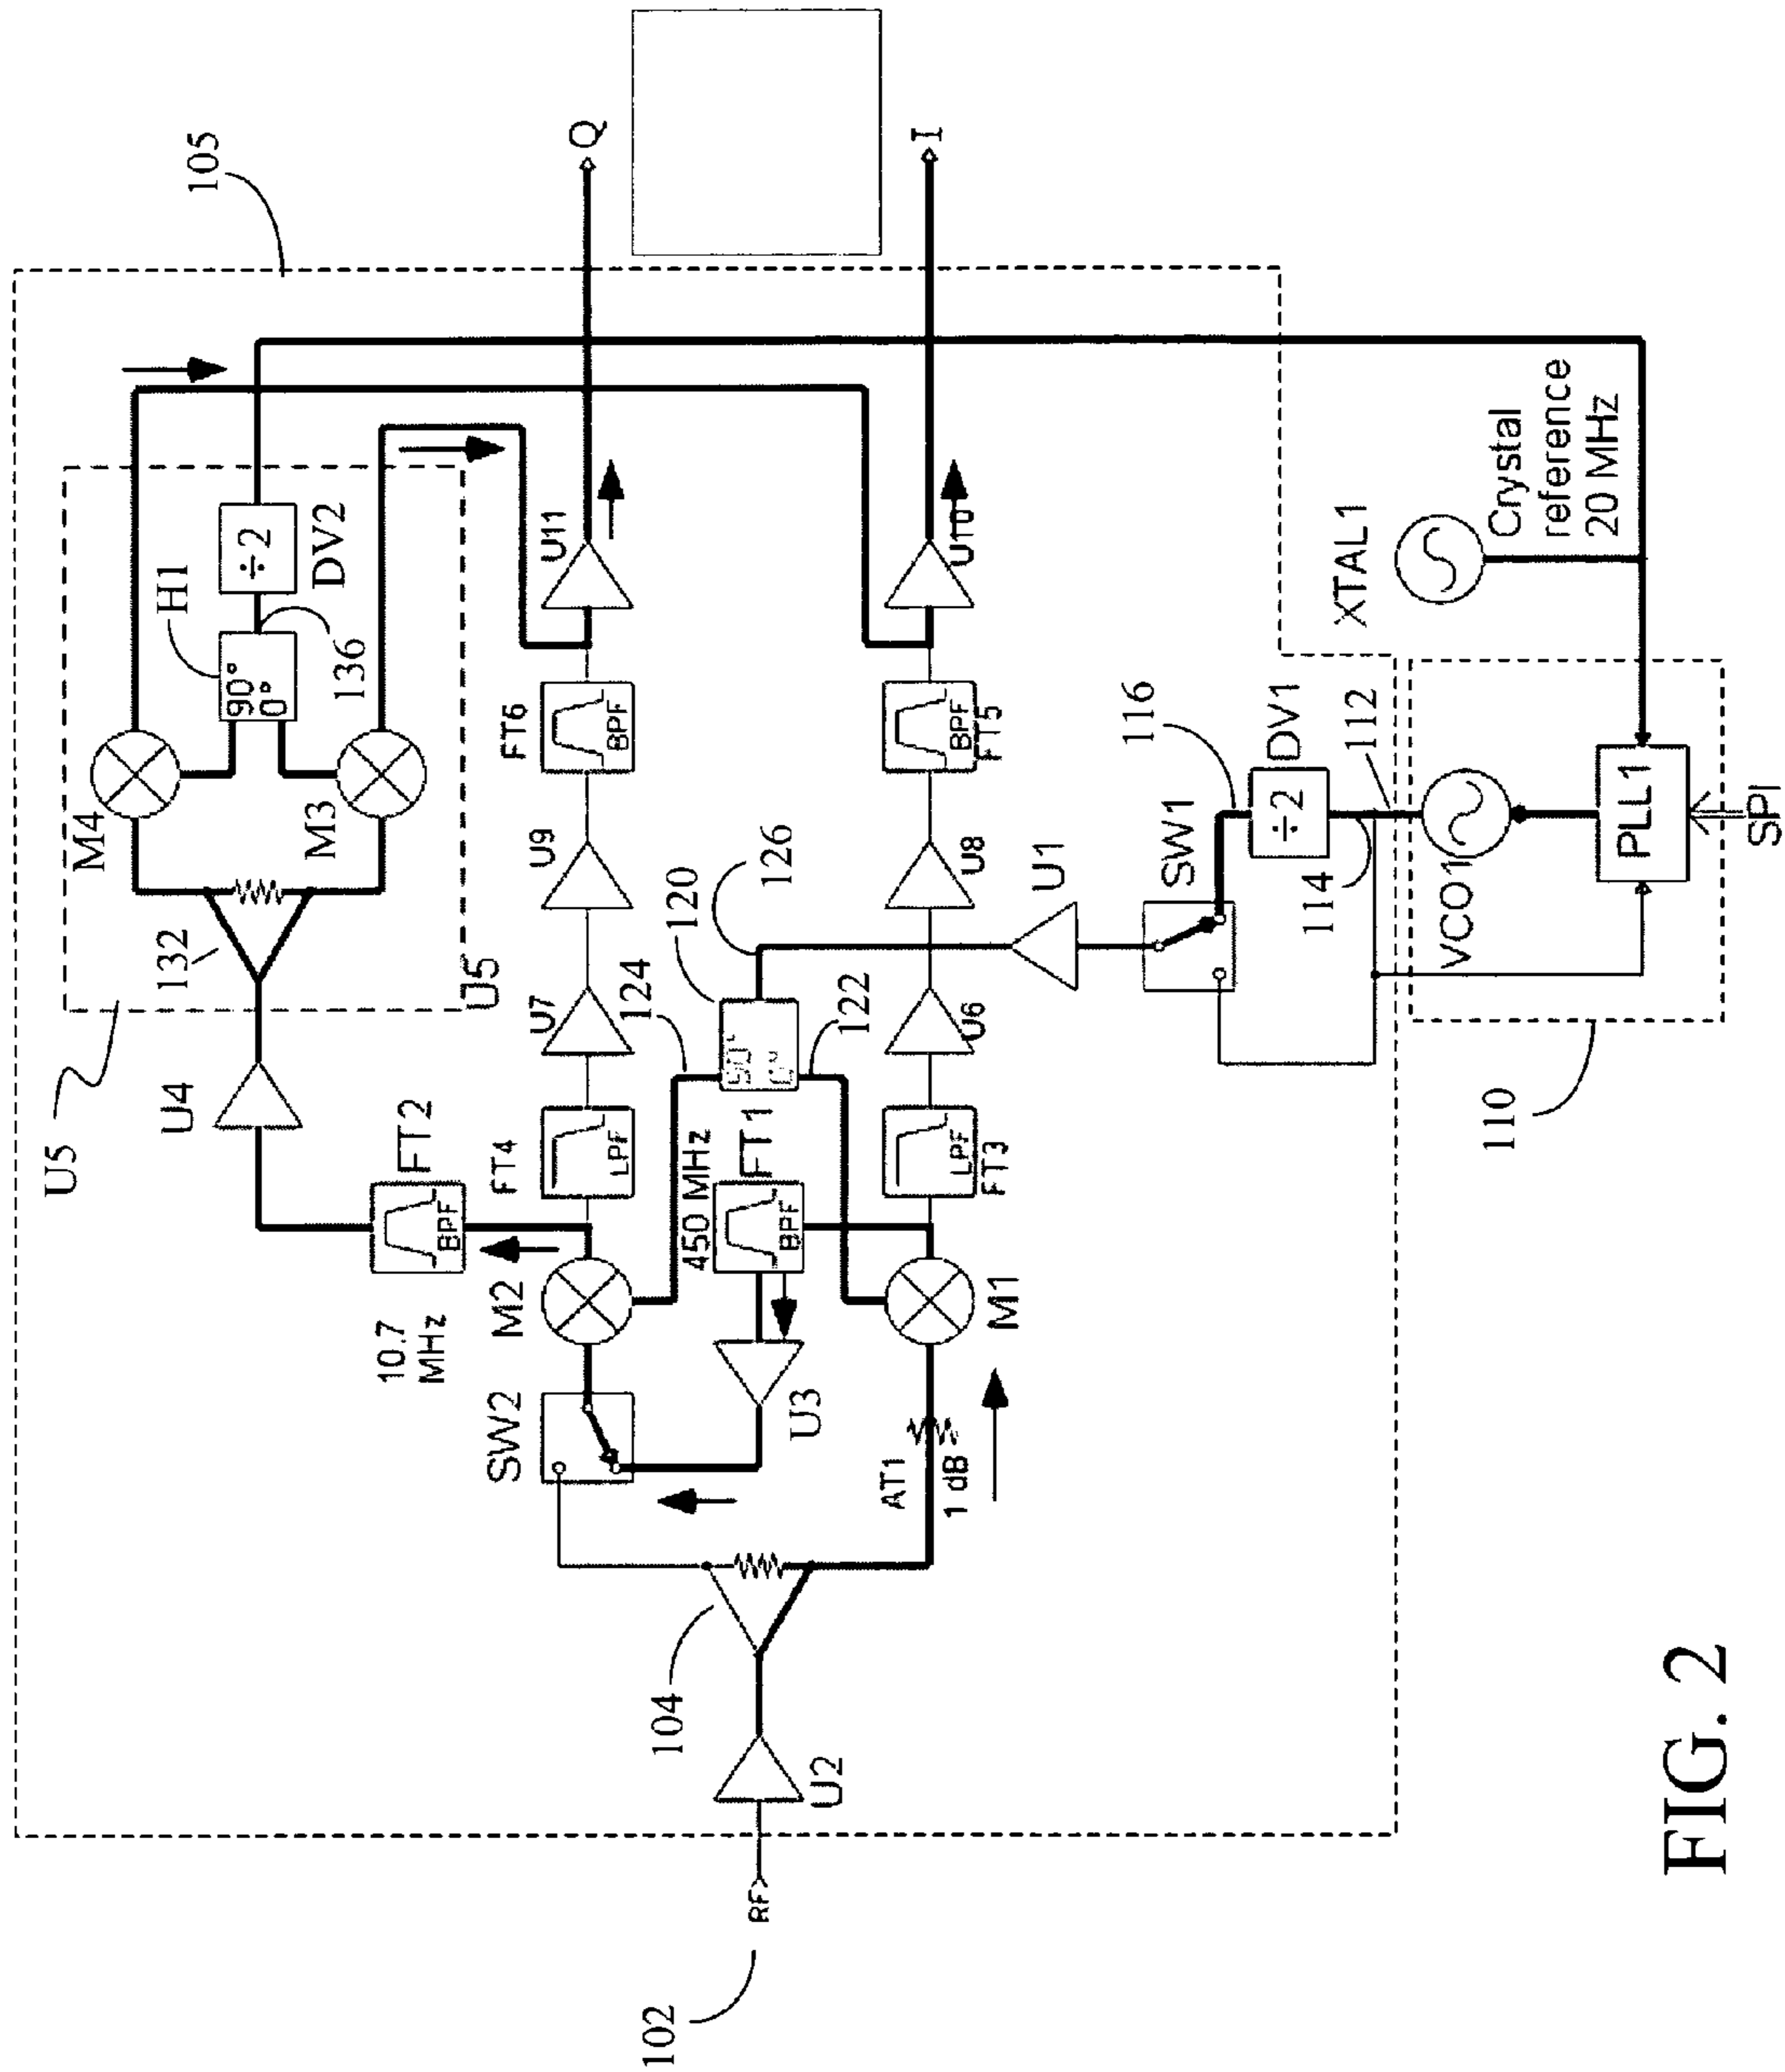 105
U5
M4
H1
90°
0°
÷2
DV2
136
M3
132
U5
U4
FT2
BPF
10.7
MHz
Q
U11
FT6
BPF
U9
U7
FT4
LPF
M2
SW2
124
120
126
90°
122
450 MHz
FT1
BPF
U3
I
U10
BPF
FT5
U8
U6
LPF
FT3
M1
AT1
1 dB
104
U2
RF
102
U1
SW1
116
÷2
DV1
114
112
VCO1
PLL1
SPI
110
XTAL1
Crystal
reference
20 MHz
FIG. 2